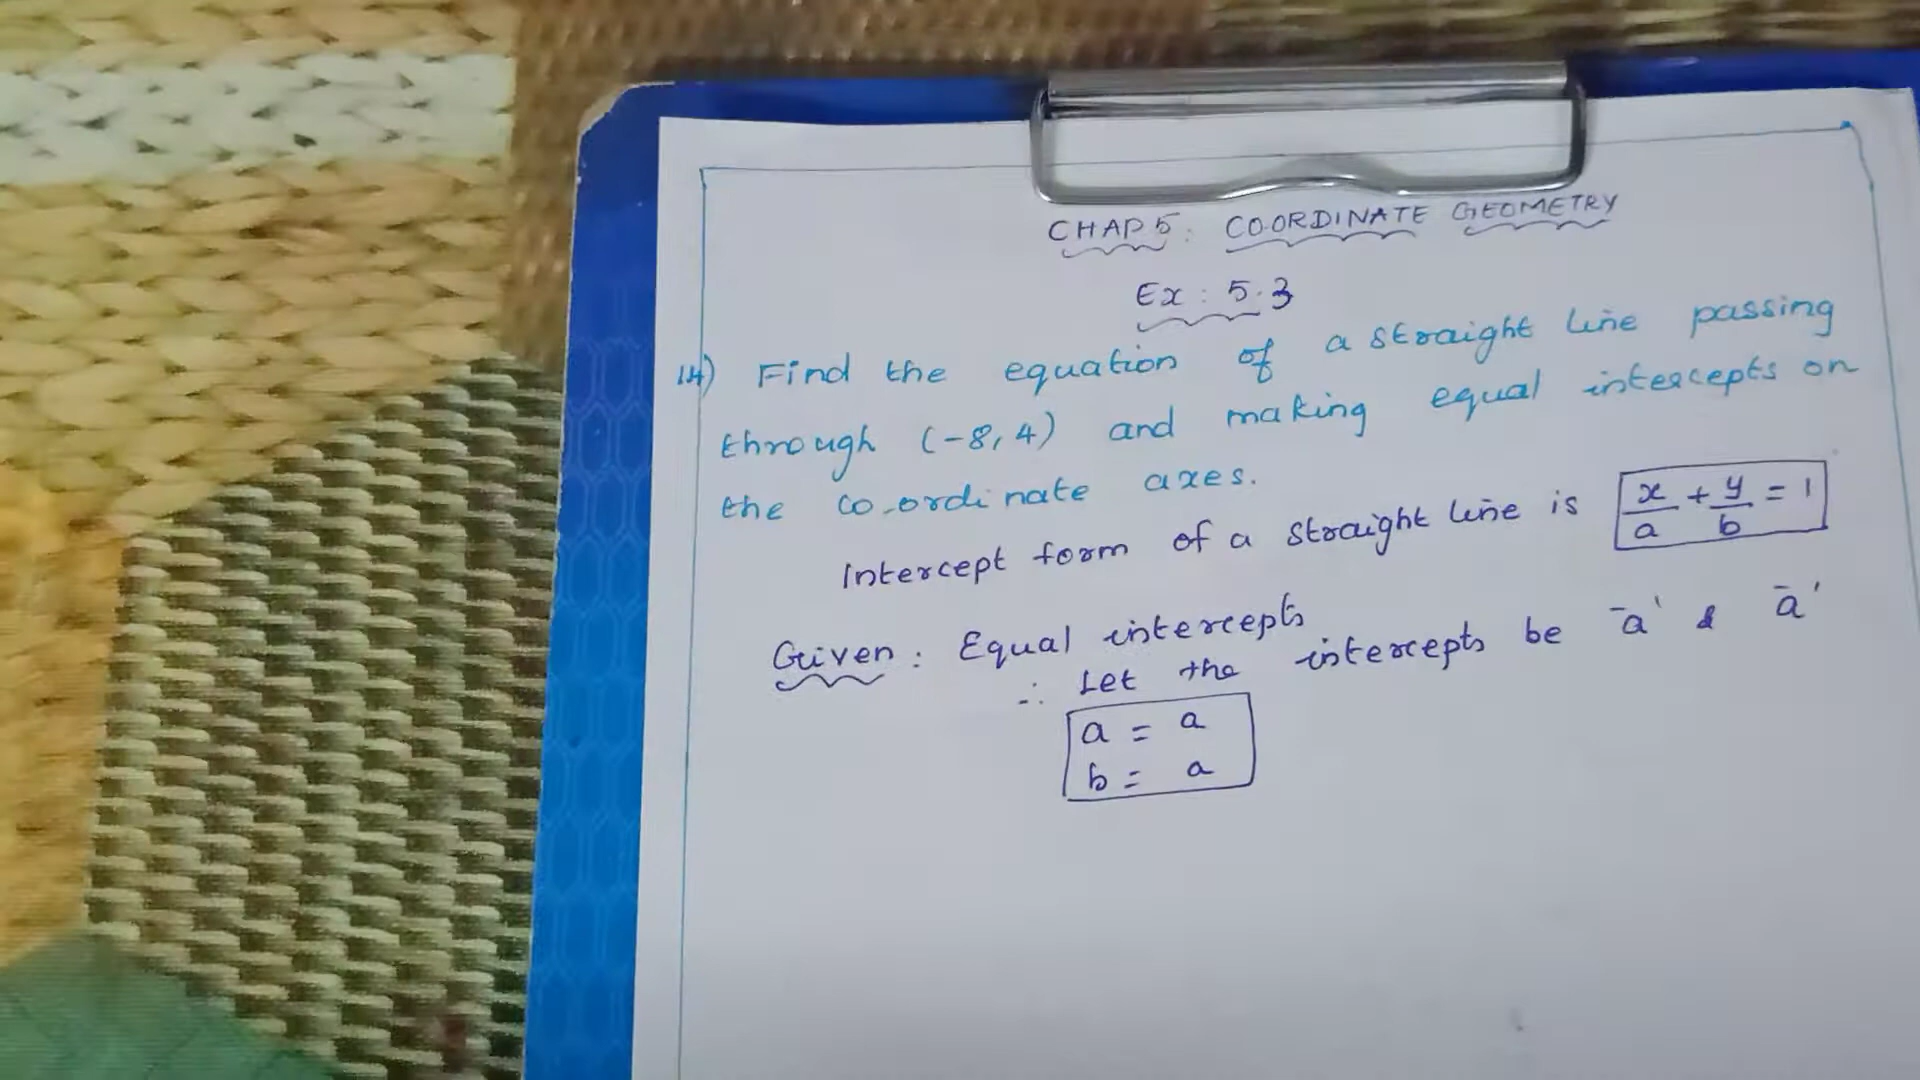 CHAP 5: CO.ORDINATE GEOMETRY
Ex : 5.3
14) Find the equation of a straight line passing
through (-8,4) and making equal intercepts on
the co-ordinate axes.
Intercept form of a straight line is x/a + y/b = 1
Given: Equal intercepts
∴ Let the intercepts be 'a' & 'a'
a = a
b = a